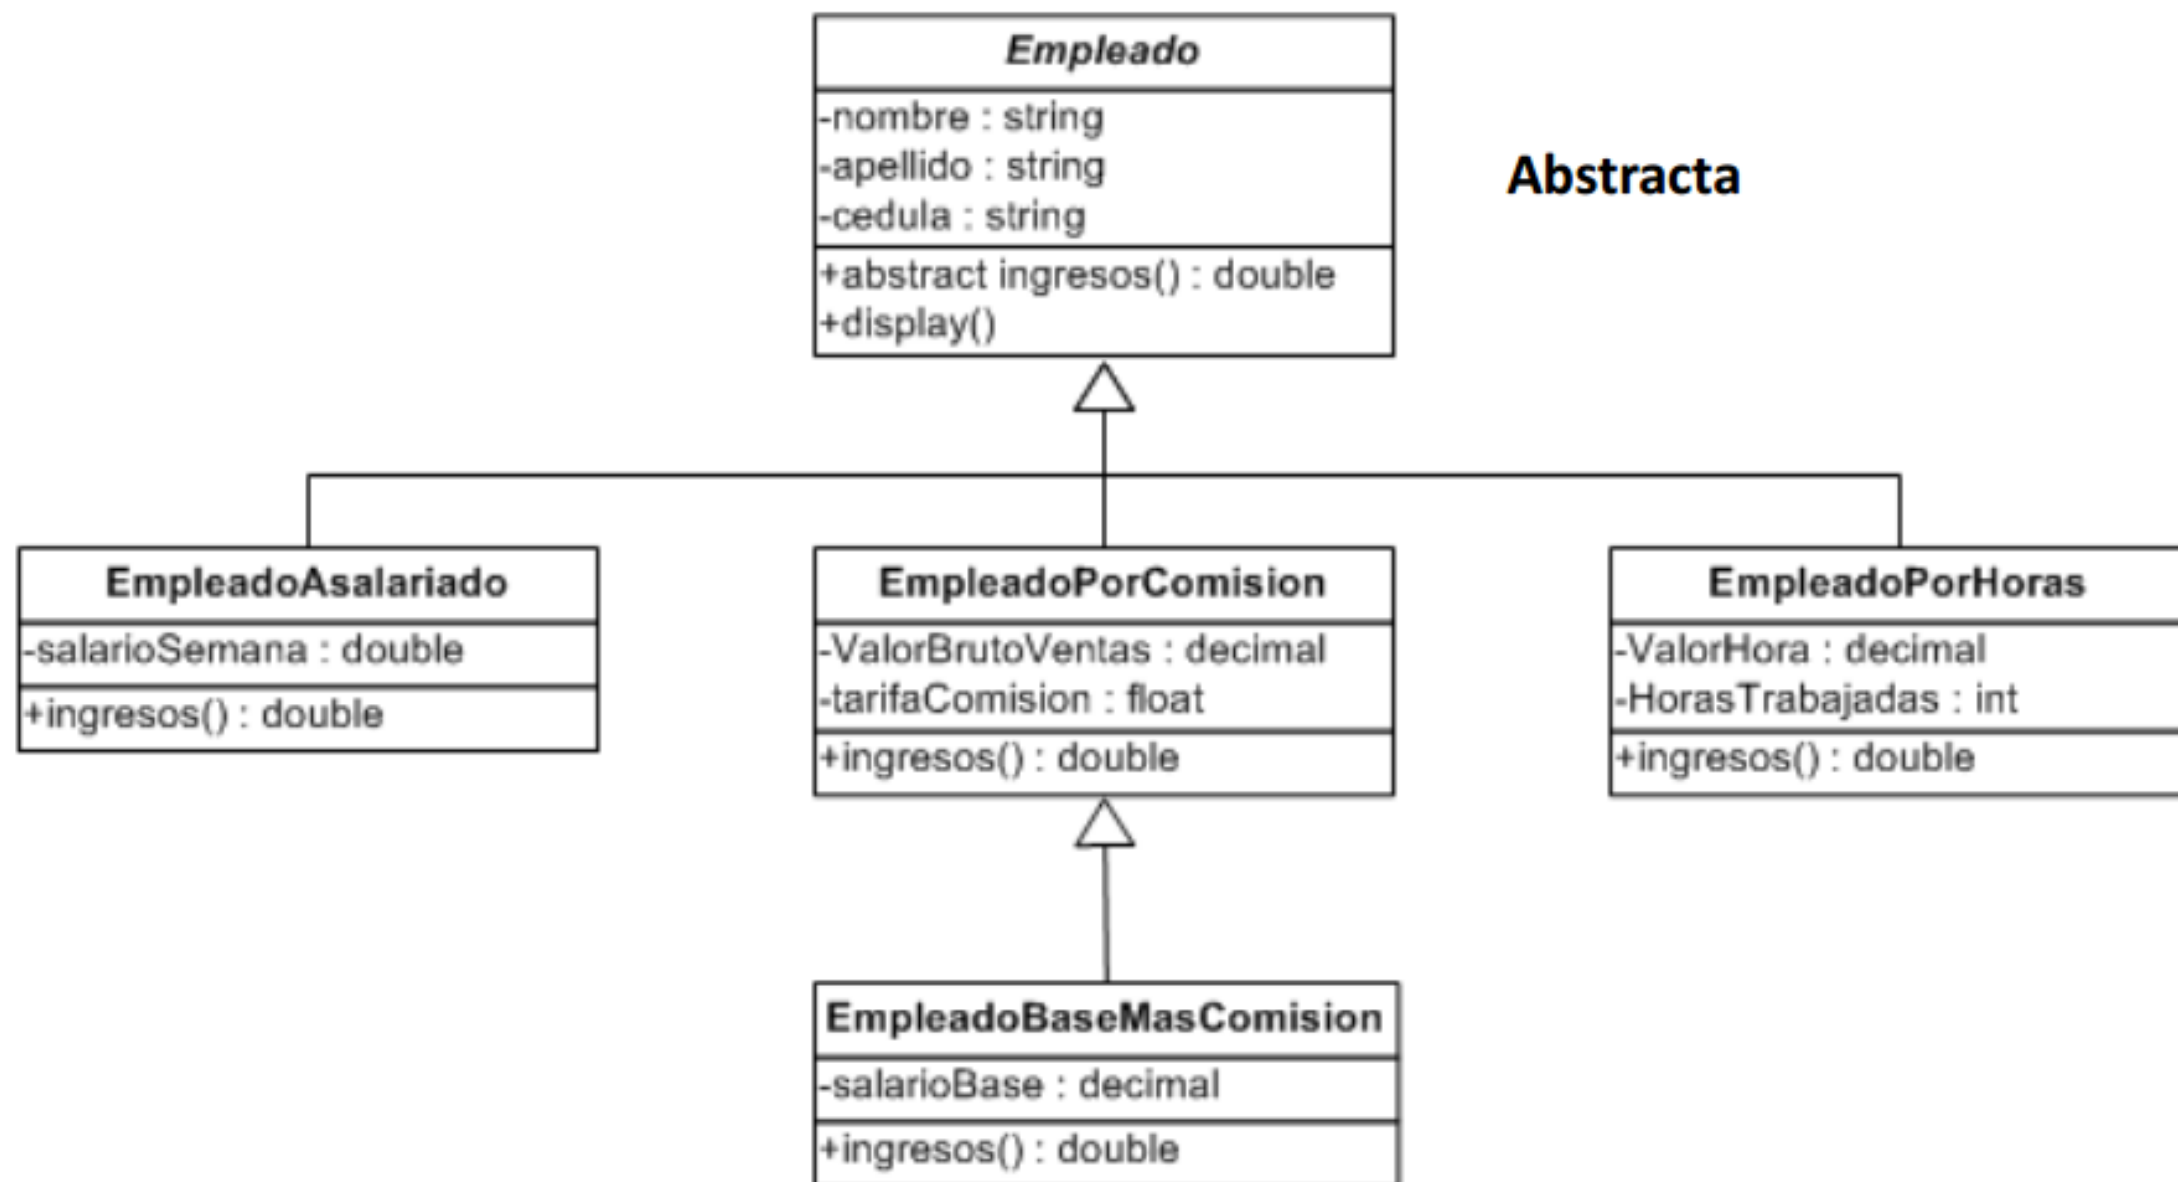 Empleado
-nombre : string
-apellido : string
-cedula : string
+abstract ingresos() : double
+display()
Abstracta
EmpleadoAsalariado
-salarioSemana : double
+ingresos() : double
EmpleadoPorComision
-ValorBrutoVentas : decimal
-tarifaComision : float
+ingresos() : double
EmpleadoPorHoras
-ValorHora : decimal
-HorasTrabajadas : int
+ingresos() : double
EmpleadoBaseMasComision
-salarioBase : decimal
+ingresos() : double